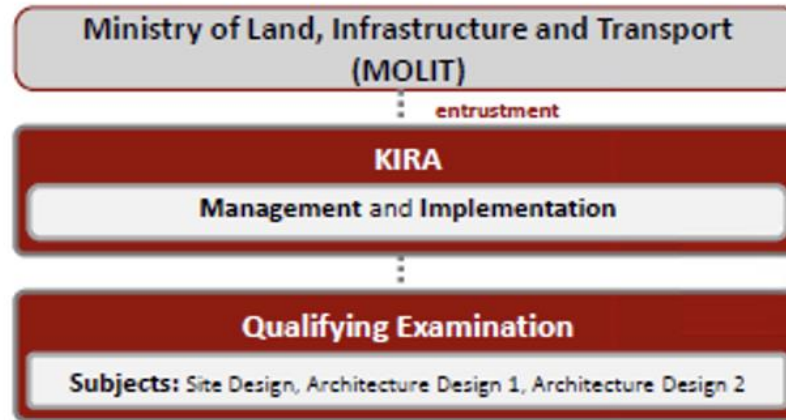 Ministry of Land, Infrastructure and Transport
(MOLIT)
entrustment
KIRA
Management and Implementation
Qualifying Examination
Subjects: Site Design, Architecture Design 1, Architecture Design 2